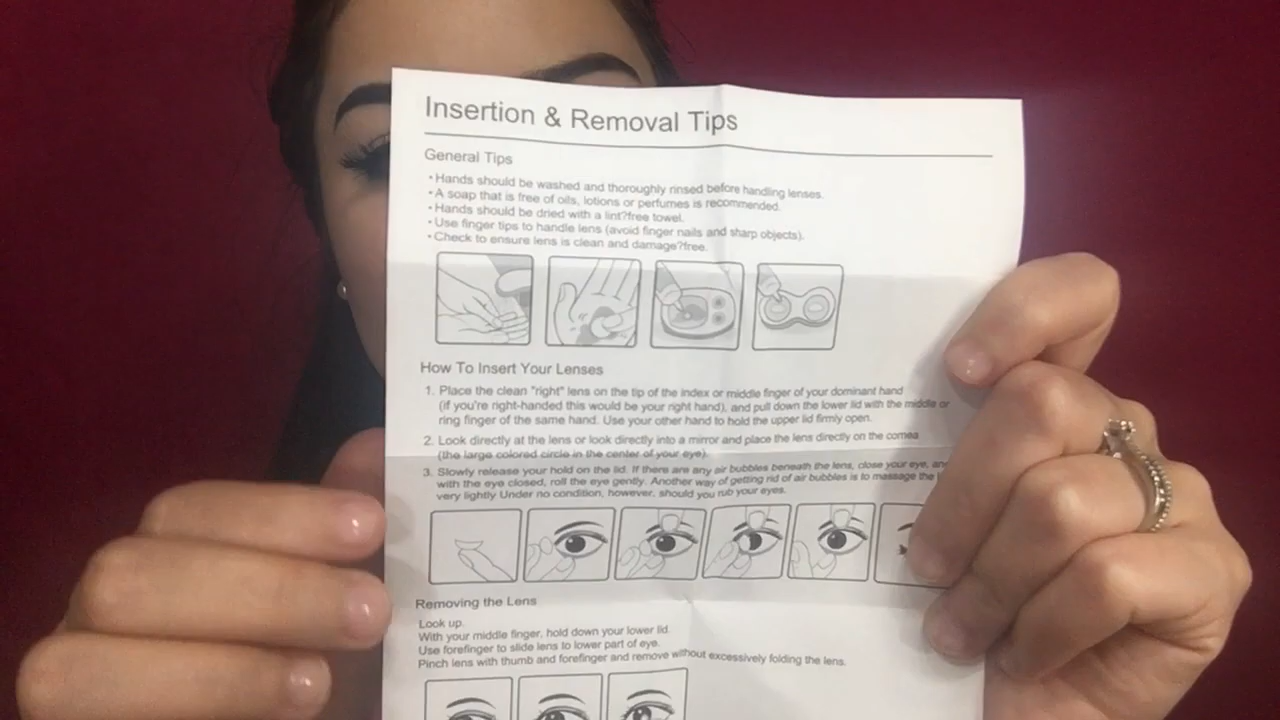 Insertion & Removal Tips
General Tips
• Hands should be washed and thoroughly rinsed before handling lenses.
• A soap that is free of oils, lotions or perfumes is recommended.
• Hands should be dried with a lint?free towel.
• Use finger tips to handle lens (avoid finger nails and sharp objects).
• Check to ensure lens is clean and damage?free.
How To Insert Your Lenses
1. Place the clean "right" lens on the tip of the index or middle finger of your dominant hand
(if you're right-handed this would be your right hand), and pull down the lower lid with the middle or
ring finger of the same hand. Use your other hand to hold the upper lid firmly open.
2. Look directly at the lens or look directly into a mirror and place the lens directly on the cornea
(the large colored circle in the center of your eye).
3. Slowly release your hold on the lid. If there are any air bubbles beneath the lens, close your eye, an
with the eye closed, roll the eye gently. Another way of getting rid of air bubbles is to massage the
very lightly Under no condition, however, should you rub your eyes.
Removing the Lens
Look up.
With your middle finger, hold down your lower lid.
Use forefinger to slide lens to lower part of eye.
Pinch lens with thumb and forefinger and remove without excessively folding the lens.